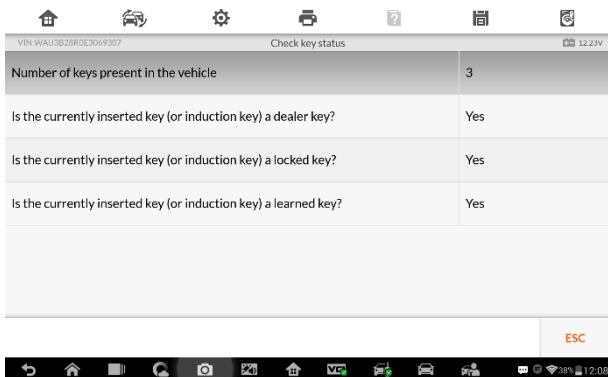 VIN:WAU3B28R0E3069307 Check key status 12.23V
Number of keys present in the vehicle 3
Is the currently inserted key (or induction key) a dealer key? Yes
Is the currently inserted key (or induction key) a locked key? Yes
Is the currently inserted key (or induction key) a learned key? Yes
ESC
38% 12:08